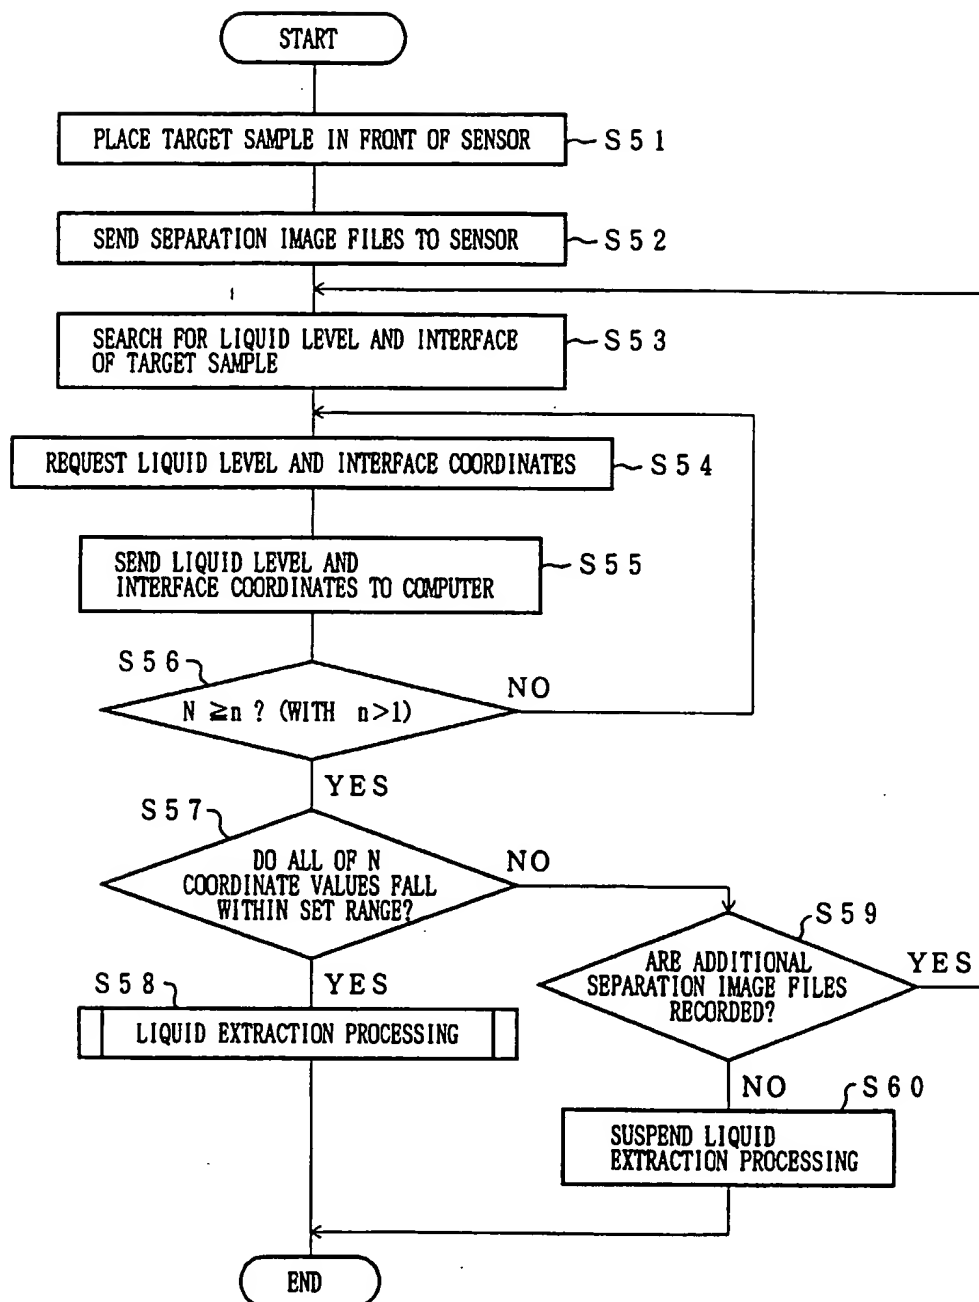 START
PLACE TARGET SAMPLE IN FRONT OF SENSOR
S51
SEND SEPARATION IMAGE FILES TO SENSOR
S52
SEARCH FOR LIQUID LEVEL AND INTERFACE
OF TARGET SAMPLE
S53
REQUEST LIQUID LEVEL AND INTERFACE COORDINATES
S54
SEND LIQUID LEVEL AND
INTERFACE COORDINATES TO COMPUTER
S55
S56
N ≧n ? (WITH n>1)
NO
YES
S57
DO ALL OF N
COORDINATE VALUES FALL
WITHIN SET RANGE?
NO
YES
S59
ARE ADDITIONAL
SEPARATION IMAGE FILES
RECORDED?
YES
NO
S58
LIQUID EXTRACTION PROCESSING
S60
SUSPEND LIQUID
EXTRACTION PROCESSING
END